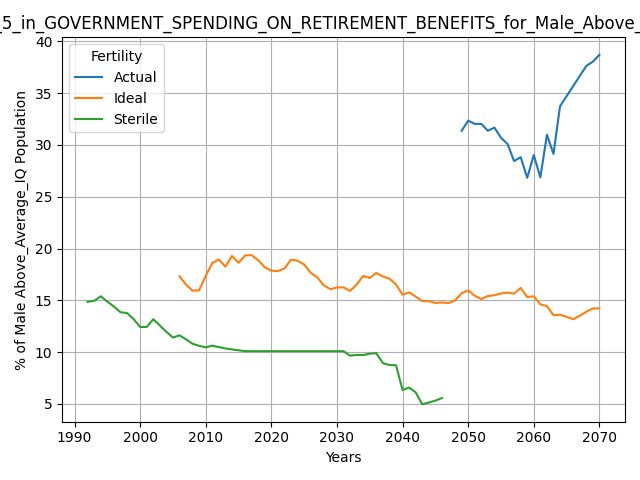 _5_in_GOVERNMENT_SPENDING_ON_RETIREMENT_BENEFITS_for_Male_Above_
% of Male Above_Average_IQ Population
40
35
30
25
20
15
10
5
Fertility
Actual
Ideal
Sterile
1990 2000 2010 2020 2030 2040 2050 2060 2070
Years